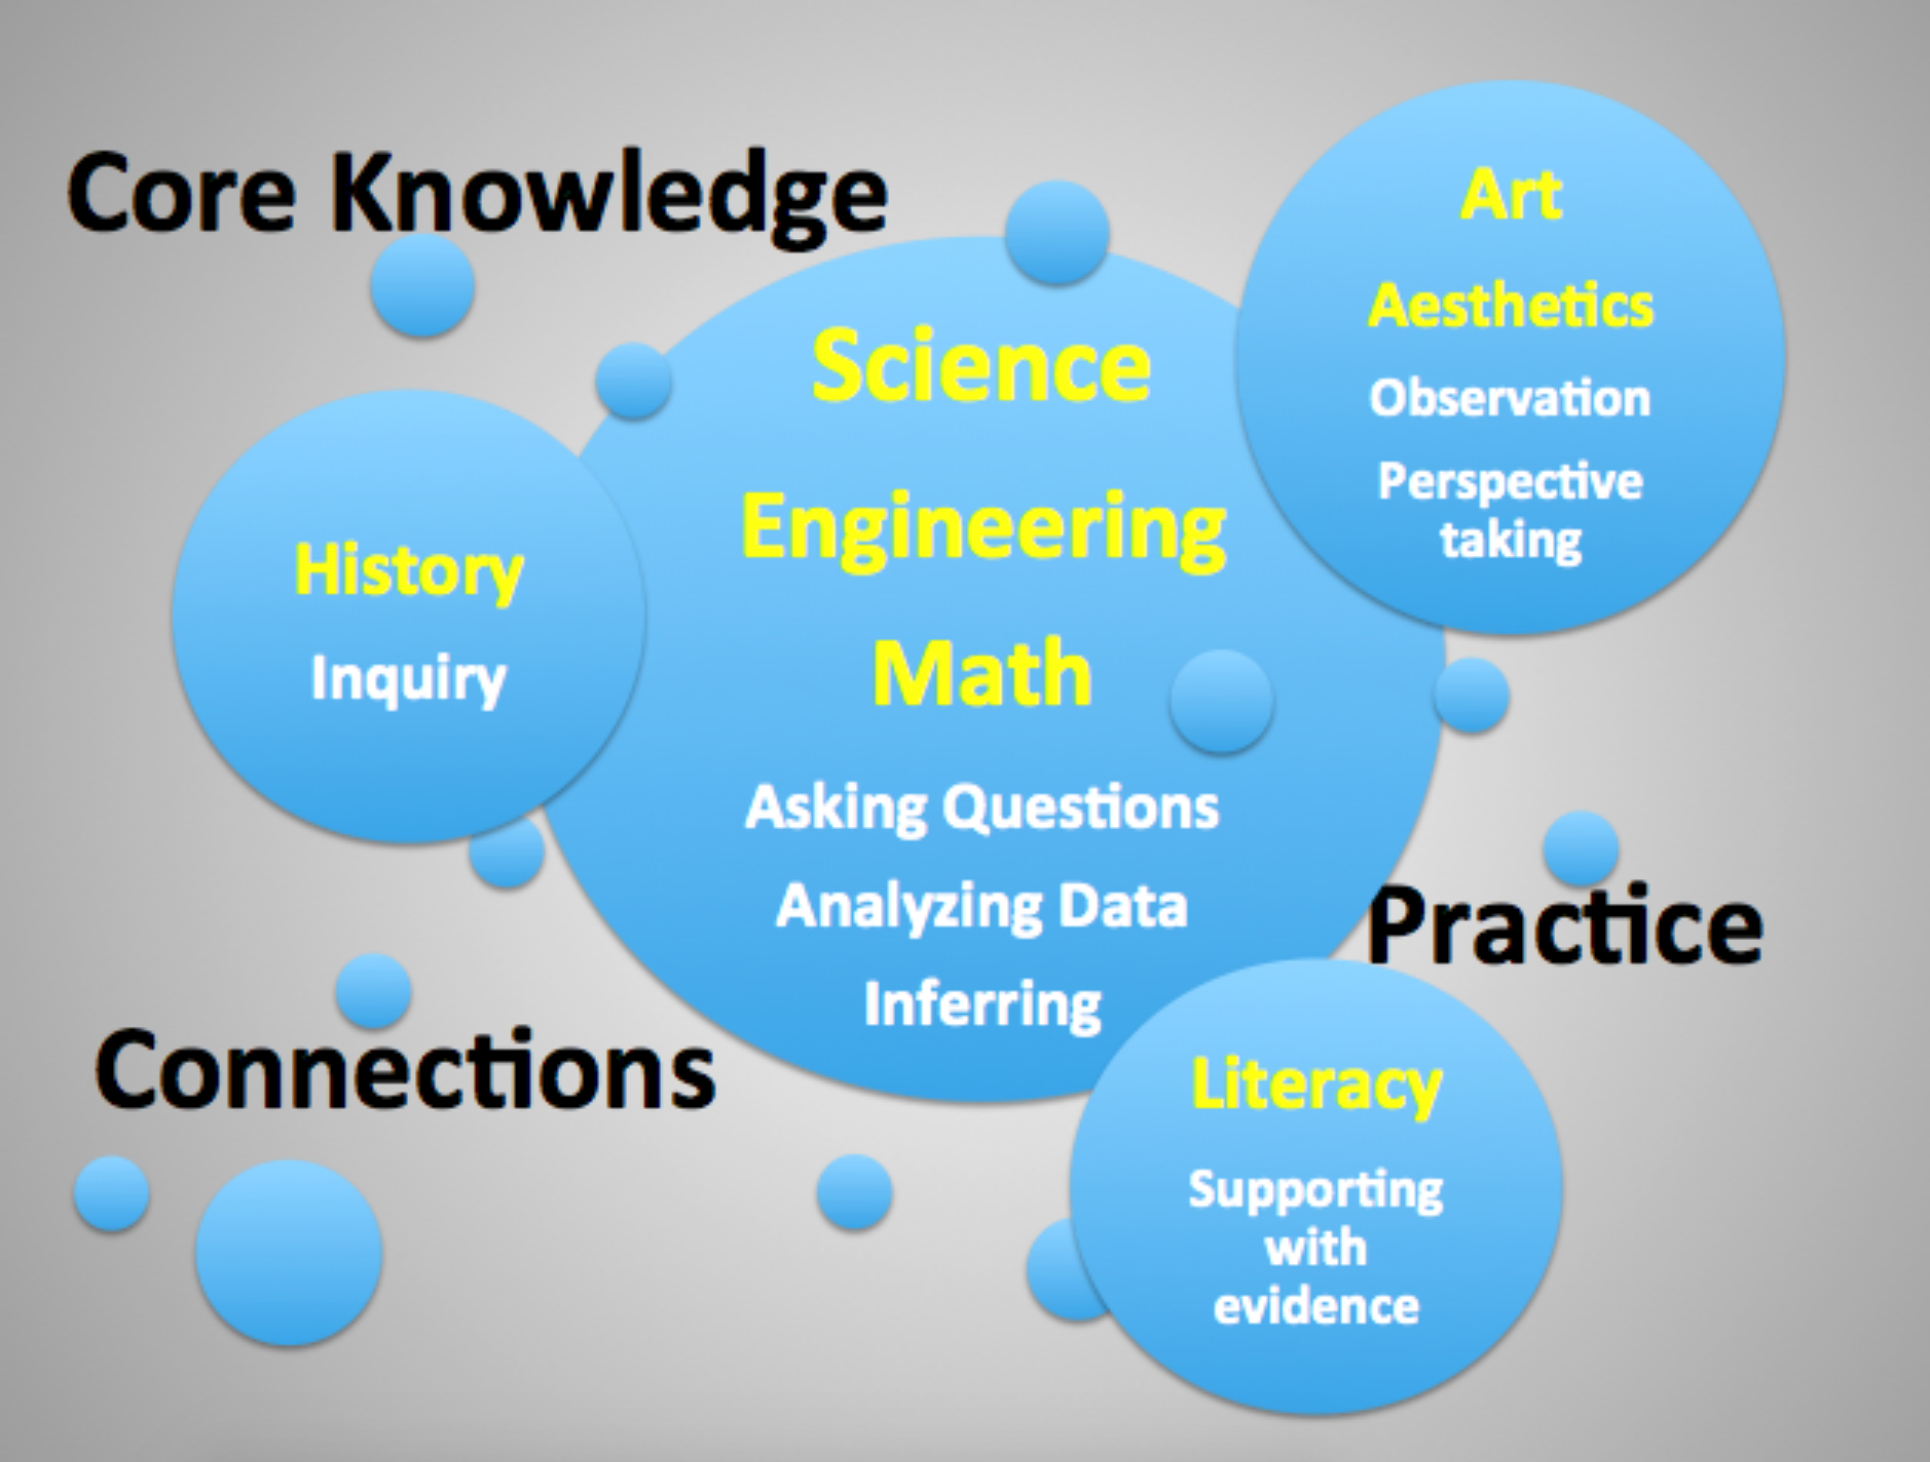 Core Knowledge
Art
Aesthetics
Observation
Perspective
taking
Science
Engineering
Math
Asking Questions
Analyzing Data
Inferring
History
Inquiry
Practice
Connections
Literacy
Supporting
with
evidence